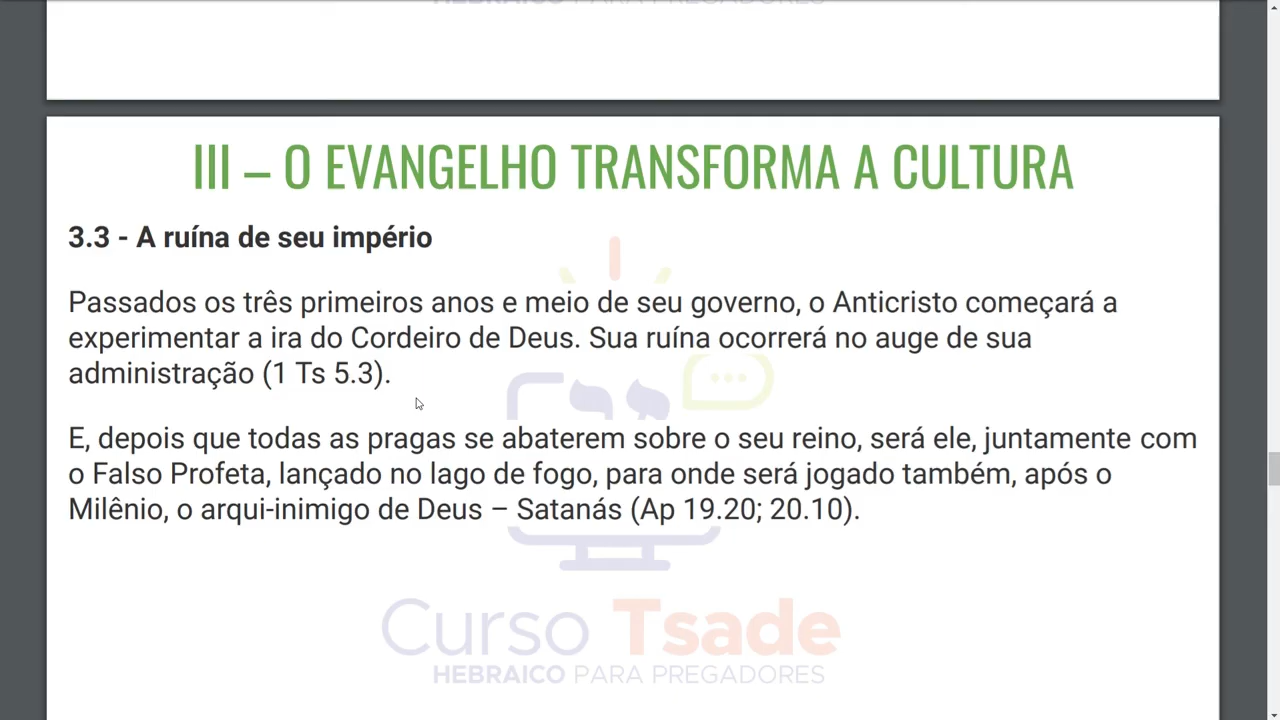 HEBRAICO PARA PREGADORES
III – O EVANGELHO TRANSFORMA A CULTURA
3.3 - A ruína de seu império
Passados os três primeiros anos e meio de seu governo, o Anticristo começará a
experimentar a ira do Cordeiro de Deus. Sua ruína ocorrerá no auge de sua
administração (1 Ts 5.3).
E, depois que todas as pragas se abaterem sobre o seu reino, será ele, juntamente com
o Falso Profeta, lançado no lago de fogo, para onde será jogado também, após o
Milênio, o arqui-inimigo de Deus – Satanás (Ap 19.20; 20.10).
Curso Tsade
HEBRAICO PARA PREGADORES